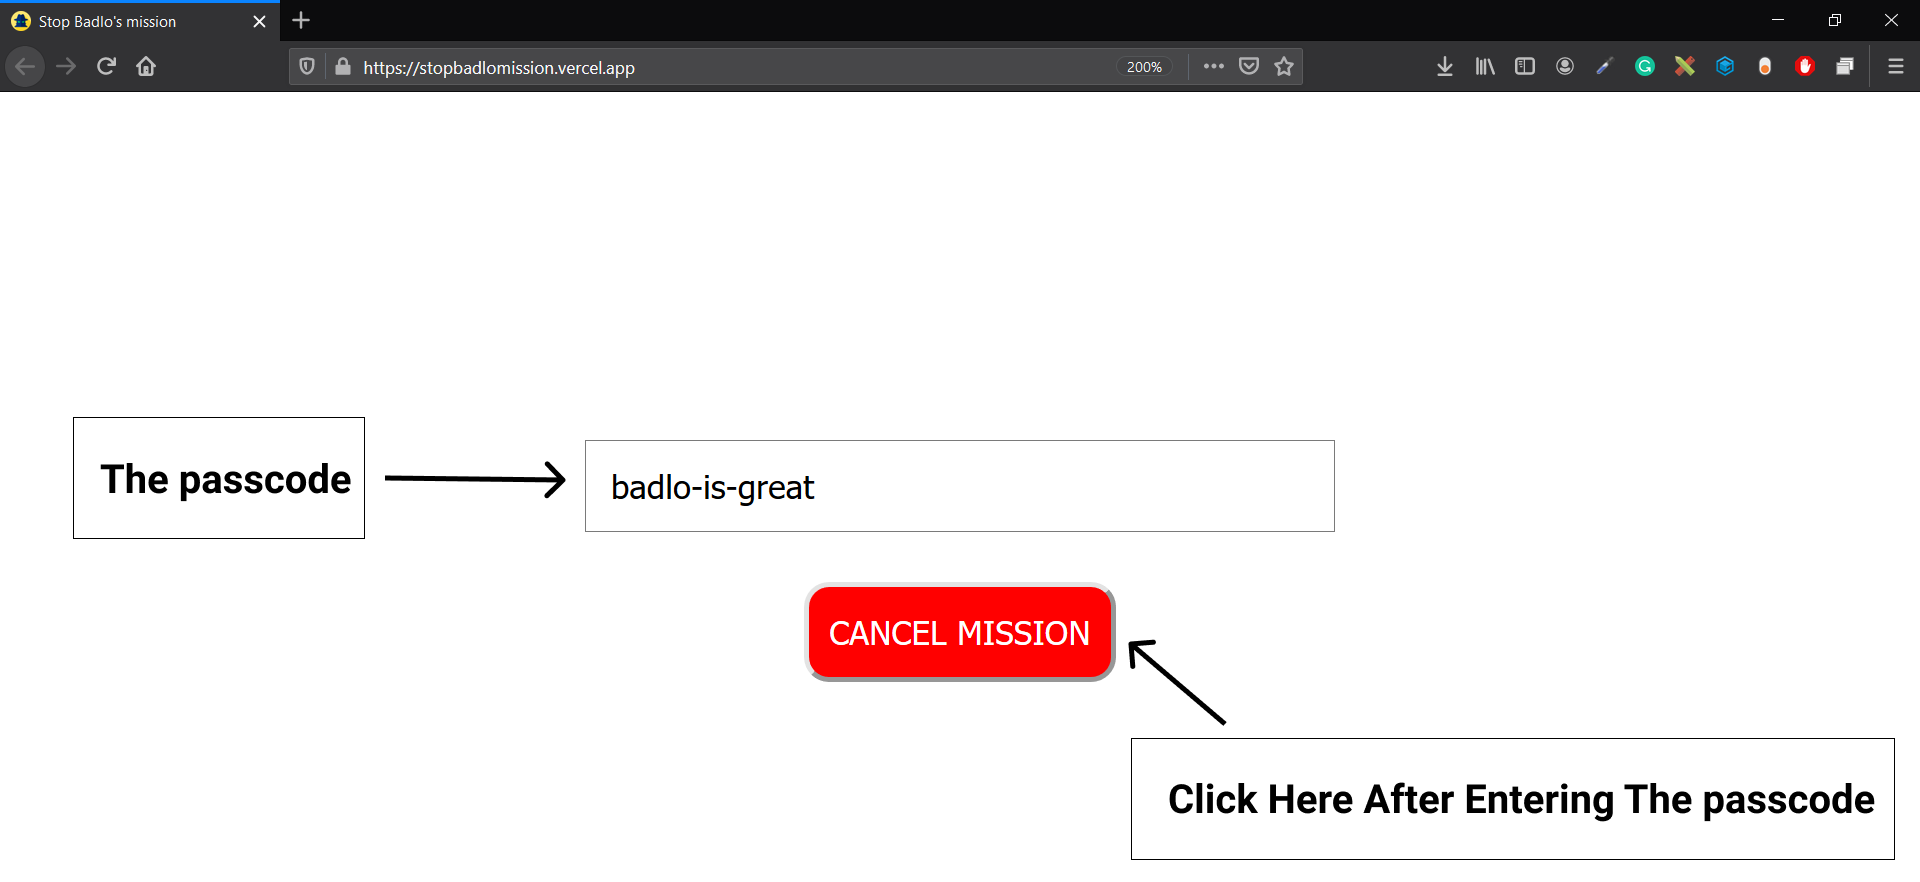 Stop Badlo's mission
https://stopbadlomission.vercel.app
200%
The passcode
badlo-is-great
CANCEL MISSION
Click Here After Entering The passcode